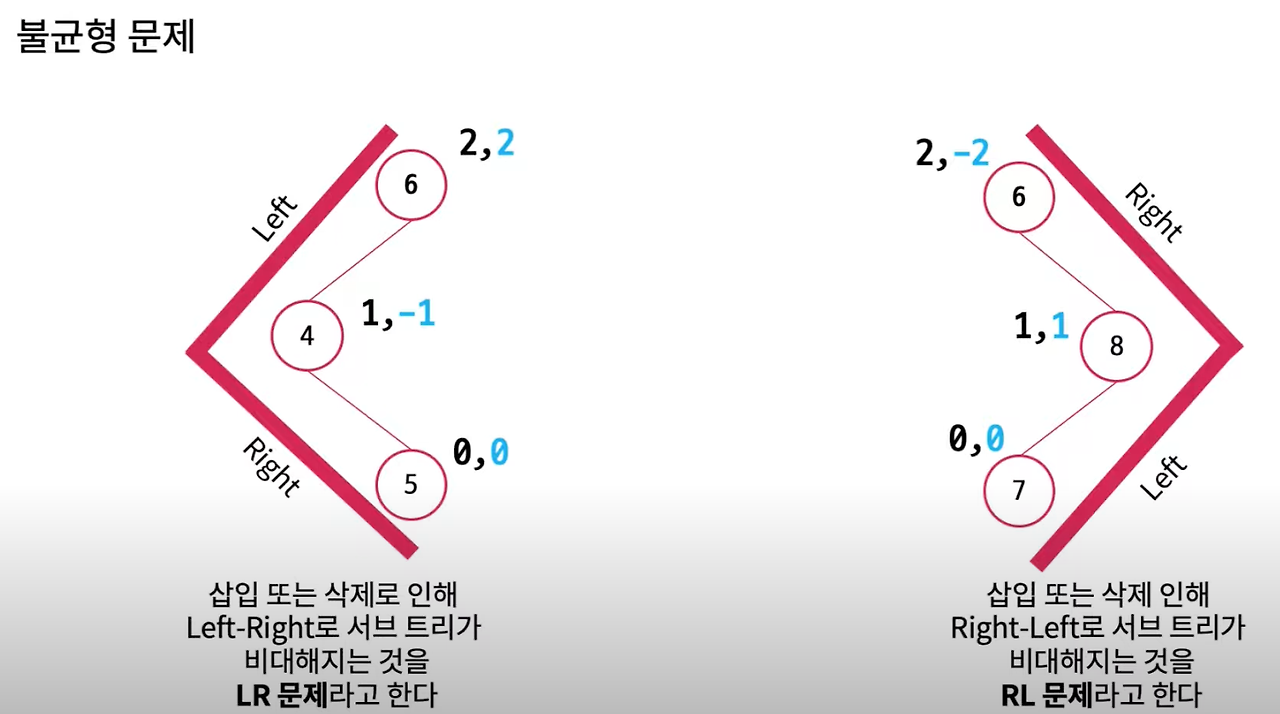 불균형 문제
Left
2,2
6
1,-1
4
0,0
5
Right
삽입 또는 삭제로 인해
Left-Right로 서브 트리가
비대해지는 것을
LR 문제라고 한다
2,-2
6
Right
1,1
8
0,0
7
Left
삽입 또는 삭제 인해
Right-Left로 서브 트리가
비대해지는 것을
RL 문제라고 한다